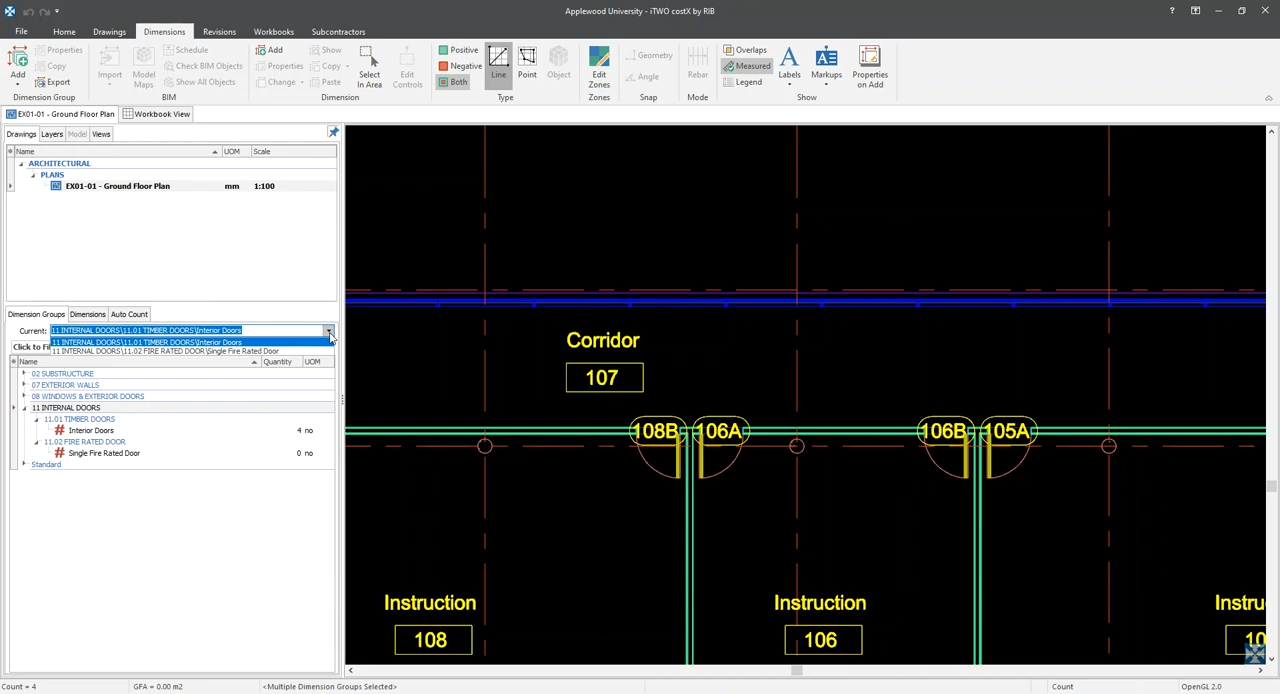 Applewood University - iTWO costX by RIB
File Home Drawings Dimensions Revisions Workbooks Subcontractors
Add Properties Copy Export Dimension Group
Import Model Maps Schedule Check BIM Objects Show All Objects BIM
Add Properties Change Show Copy Paste Select In Area Edit Controls Dimension
Positive Negative Both Line Point Object Type
Edit Zones Zones
Geometry Angle Snap
Rebar Mode
Overlaps Measured Legend Labels Markups Properties on Add Show
EX01-01 - Ground Floor Plan Workbook View
Drawings Layers Model Views
Name UOM Scale
ARCHITECTURAL
PLANS
EX01-01 - Ground Floor Plan mm 1:100
Dimension Groups Dimensions Auto Count
Current: 11 INTERNAL DOORS\11.01 TIMBER DOORS\Interior Doors
11 INTERNAL DOORS\11.01 TIMBER DOORS\Interior Doors
Click to Fi
11 INTERNAL DOORS\11.02 FIRE RATED DOOR\Single Fire Rated Door
Name Quantity UOM
02 SUBSTRUCTURE
07 EXTERIOR WALLS
08 WINDOWS & EXTERIOR DOORS
11 INTERNAL DOORS
11.01 TIMBER DOORS
Interior Doors 4 no
11.02 FIRE RATED DOOR
Single Fire Rated Door 0 no
Standard
Corridor
107
108B 106A 106B 105A
Instruction Instruction Instru
108 106 10
Count = 4 GFA = 0.00 m2 <Multiple Dimension Groups Selected> Count OpenGL 2.0